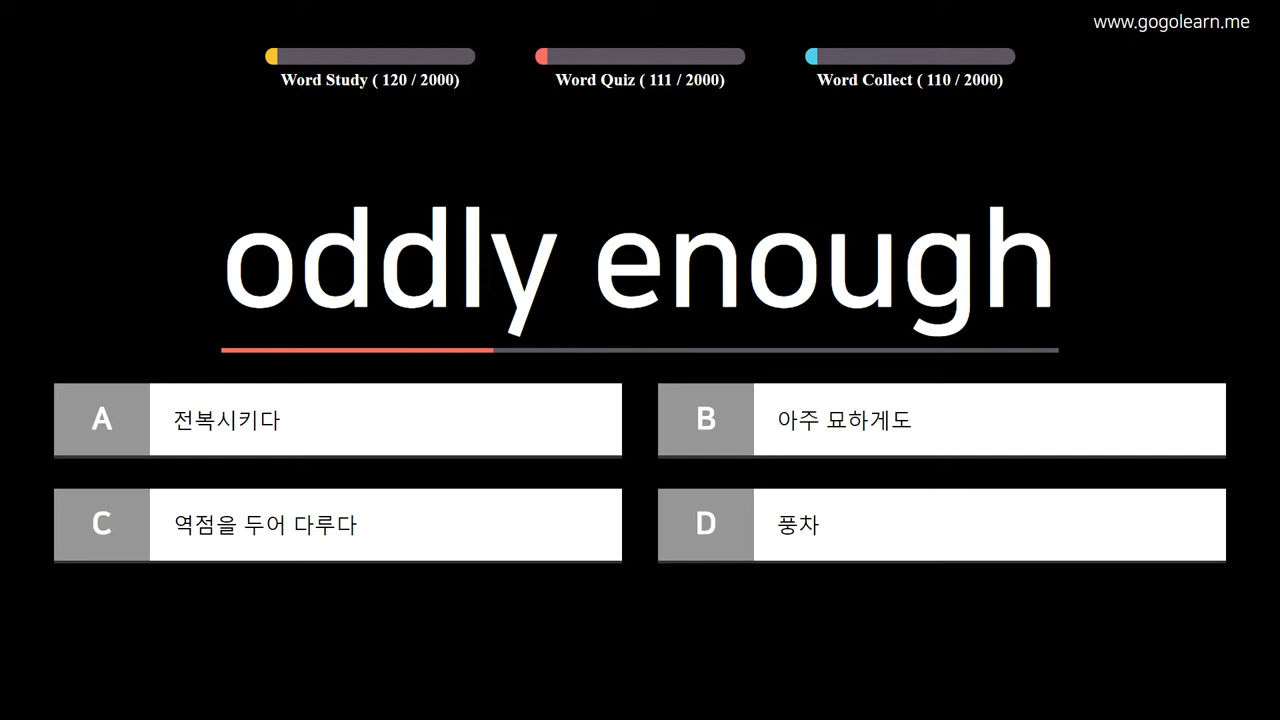 www.gogolearn.me
Word Study ( 120 / 2000)
Word Quiz ( 111 / 2000)
Word Collect ( 110 / 2000)
oddly enough
A 전복시키다
B 아주 묘하게도
C 역점을 두어 다루다
D 풍차